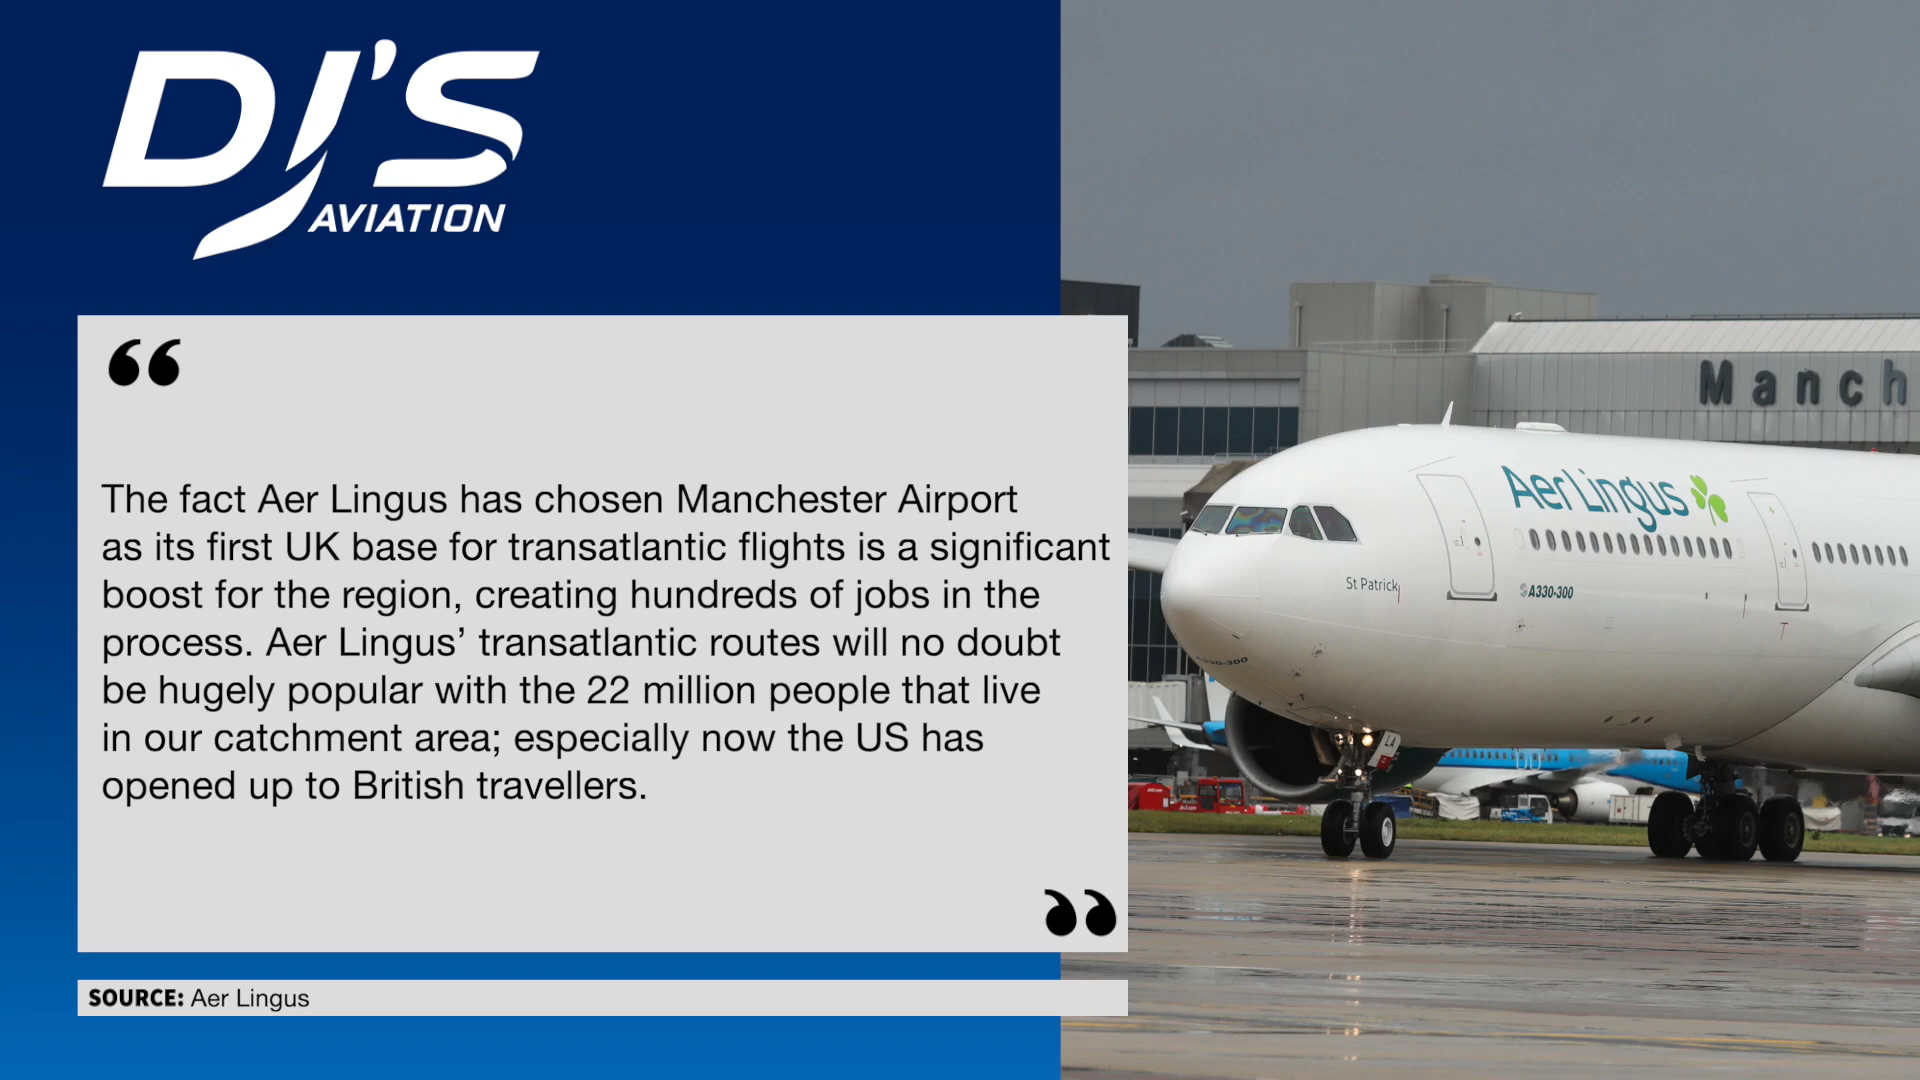 DJ'S
AVIATION
“
The fact Aer Lingus has chosen Manchester Airport
as its first UK base for transatlantic flights is a significant
boost for the region, creating hundreds of jobs in the
process. Aer Lingus’ transatlantic routes will no doubt
be hugely popular with the 22 million people that live
in our catchment area; especially now the US has
opened up to British travellers.
”
SOURCE: Aer Lingus
Manch
Aer Lingus
St Patrick
A330-300
LA